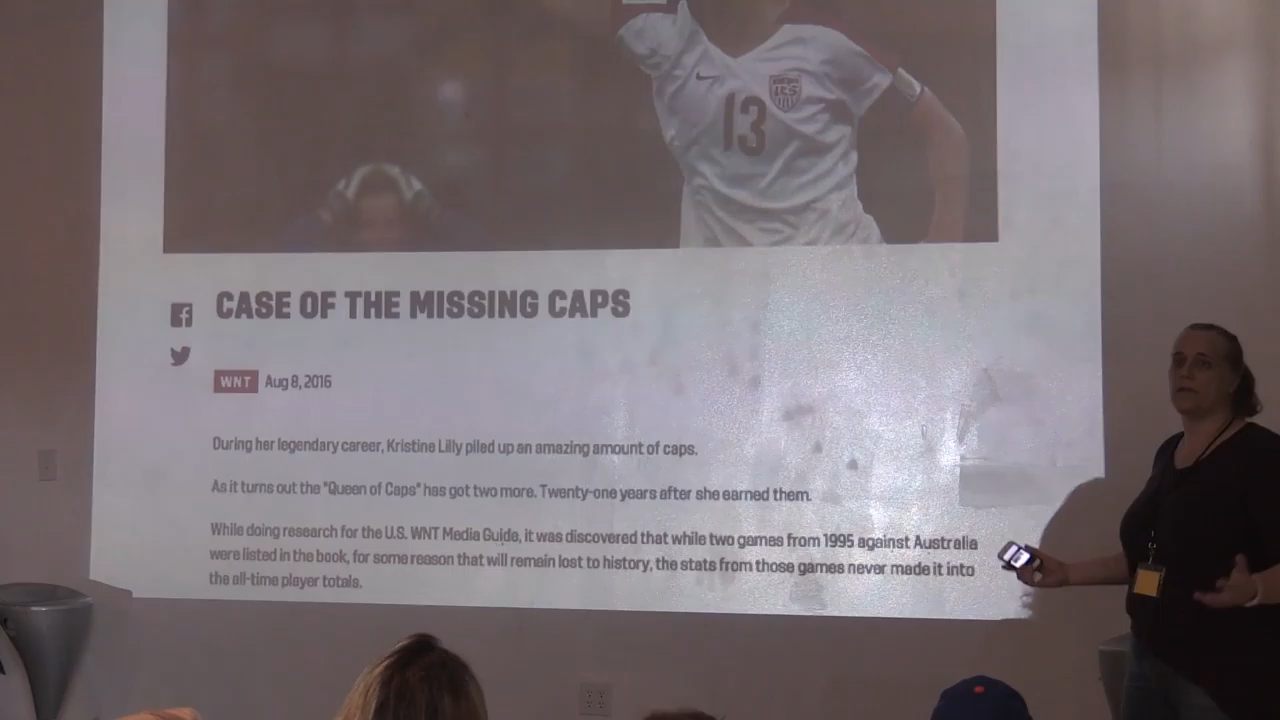 U.S.
13
CASE OF THE MISSING CAPS
WNT Aug 8, 2016
During her legendary career, Kristine Lilly piled up an amazing amount of caps.
As it turns out the "Queen of Caps" has got two more. Twenty-one years after she earned them.
While doing research for the U.S. WNT Media Guide, it was discovered that while two games from 1995 against Australia
were listed in the book, for some reason that will remain lost to history, the stats from those games never made it into
the all-time player totals.